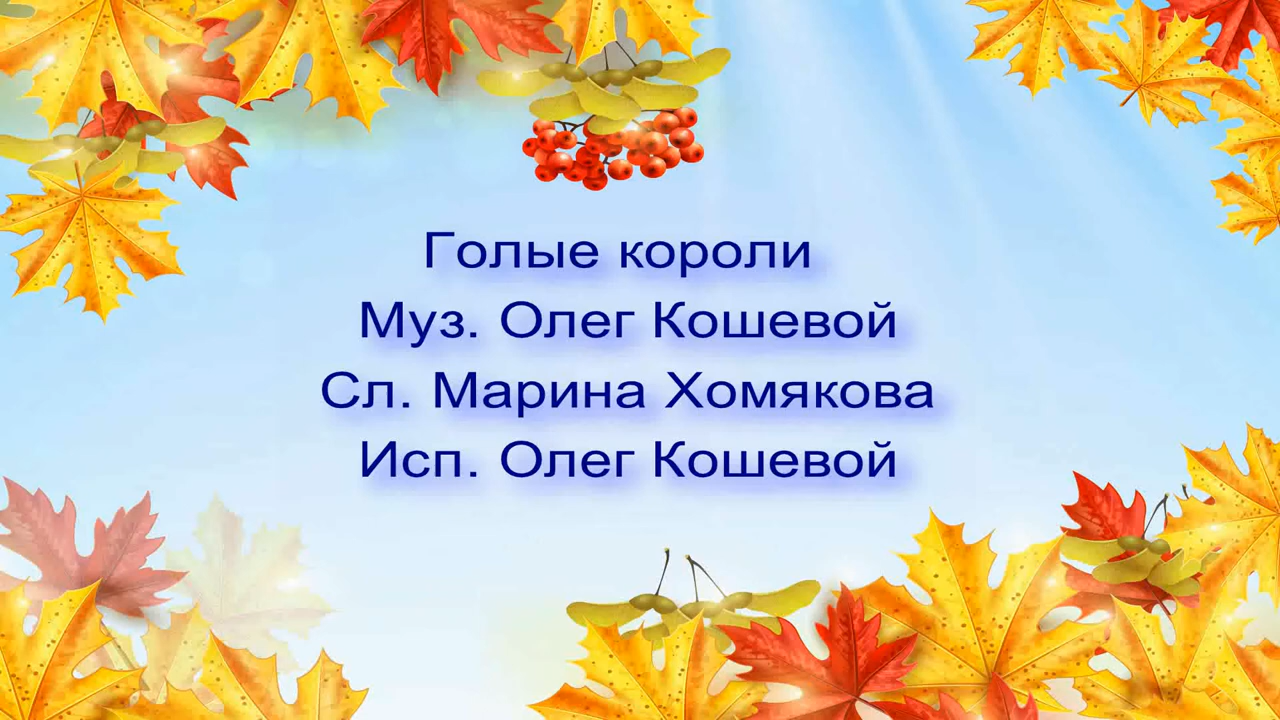 Голые короли
Муз. Олег Кошевой
Сл. Марина Хомякова
Исп. Олег Кошевой